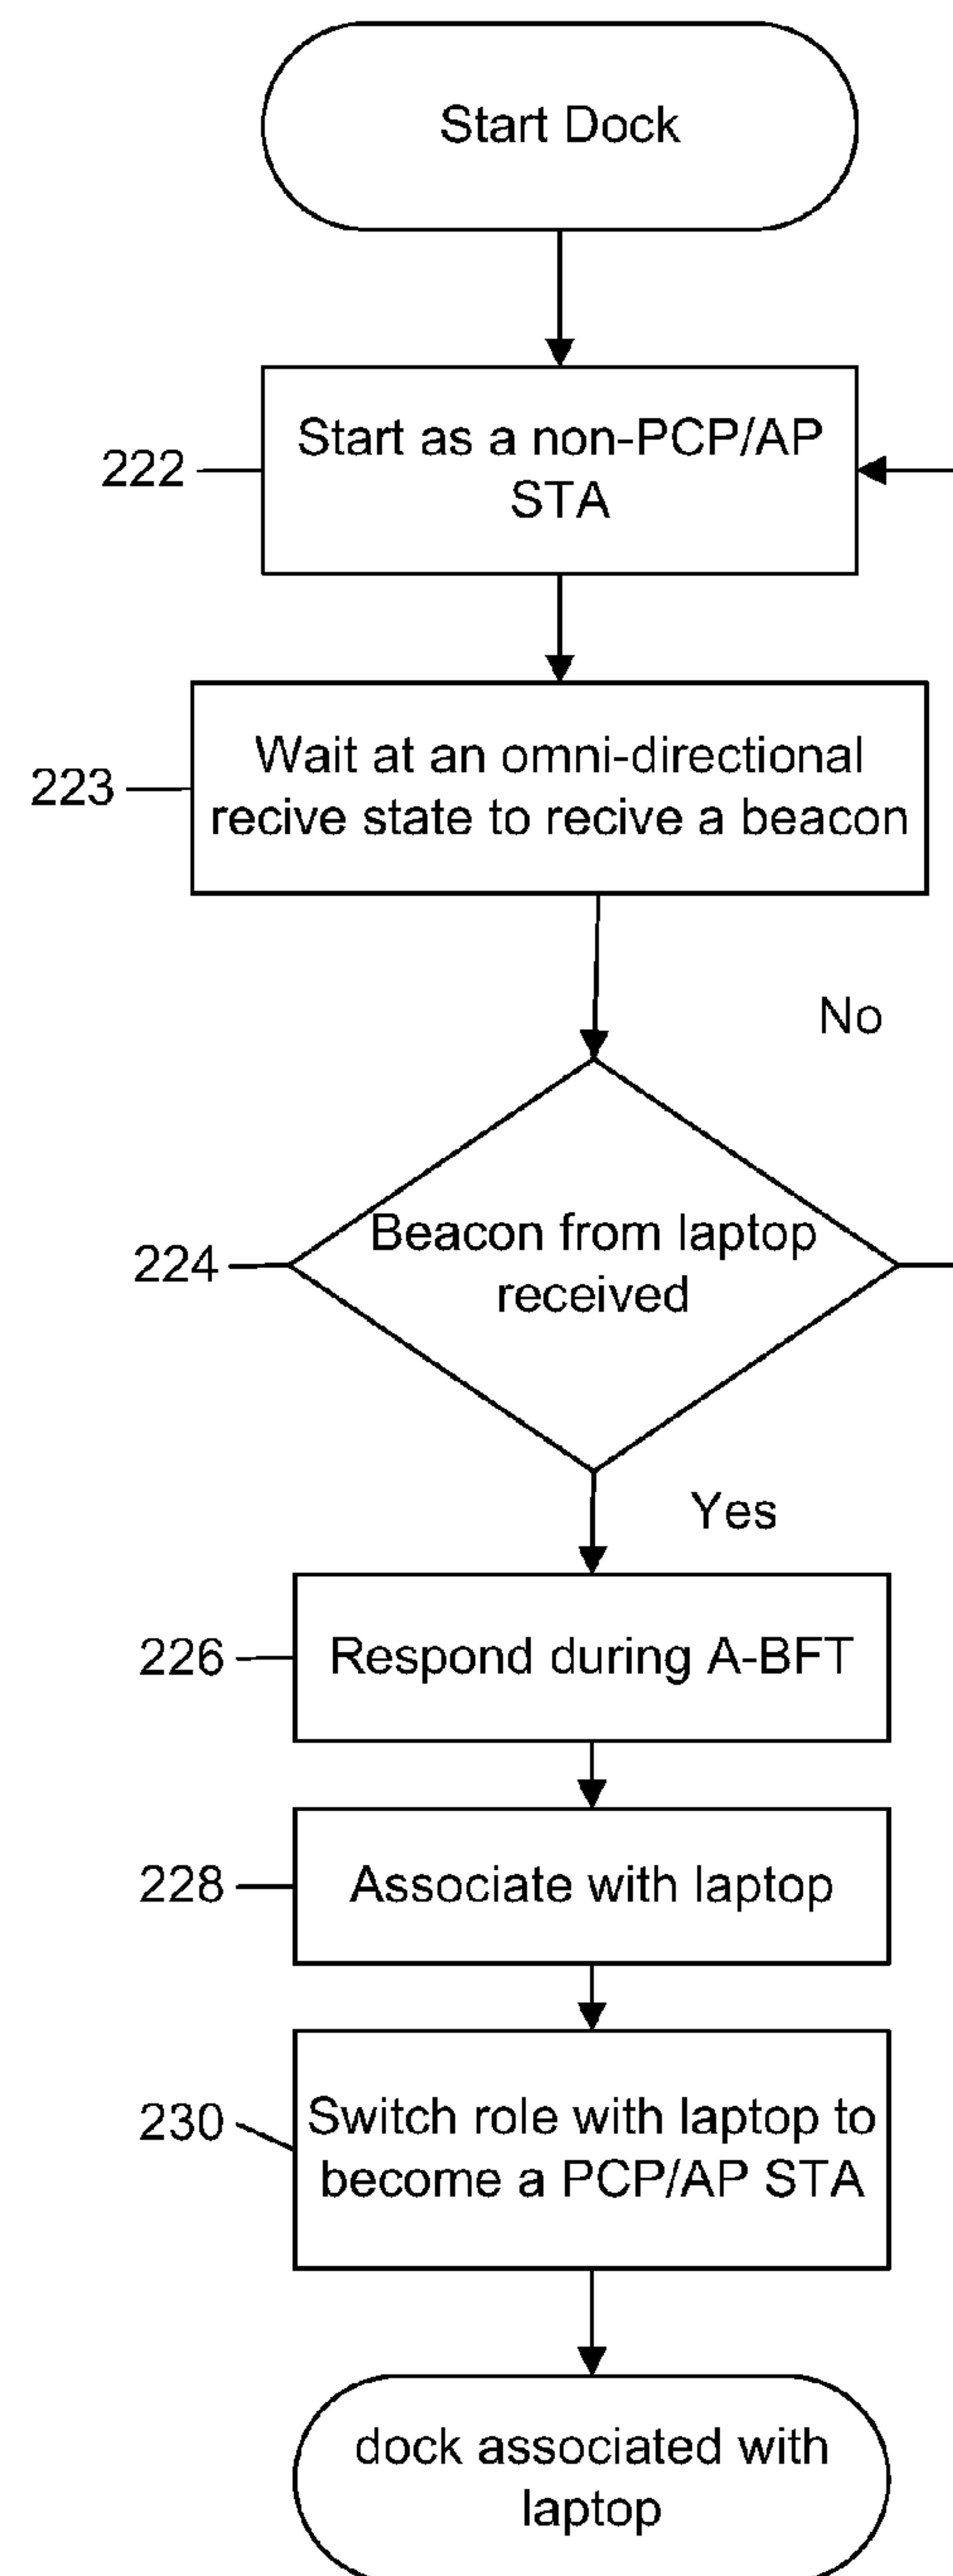 Start Dock
222
Start as a non-PCP/AP
STA
223
Wait at an omni-directional
recive state to recive a beacon
No
224
Beacon from laptop
received
Yes
226
Respond during A-BFT
228
Associate with laptop
230
Switch role with laptop to
become a PCP/AP STA
dock associated with
laptop